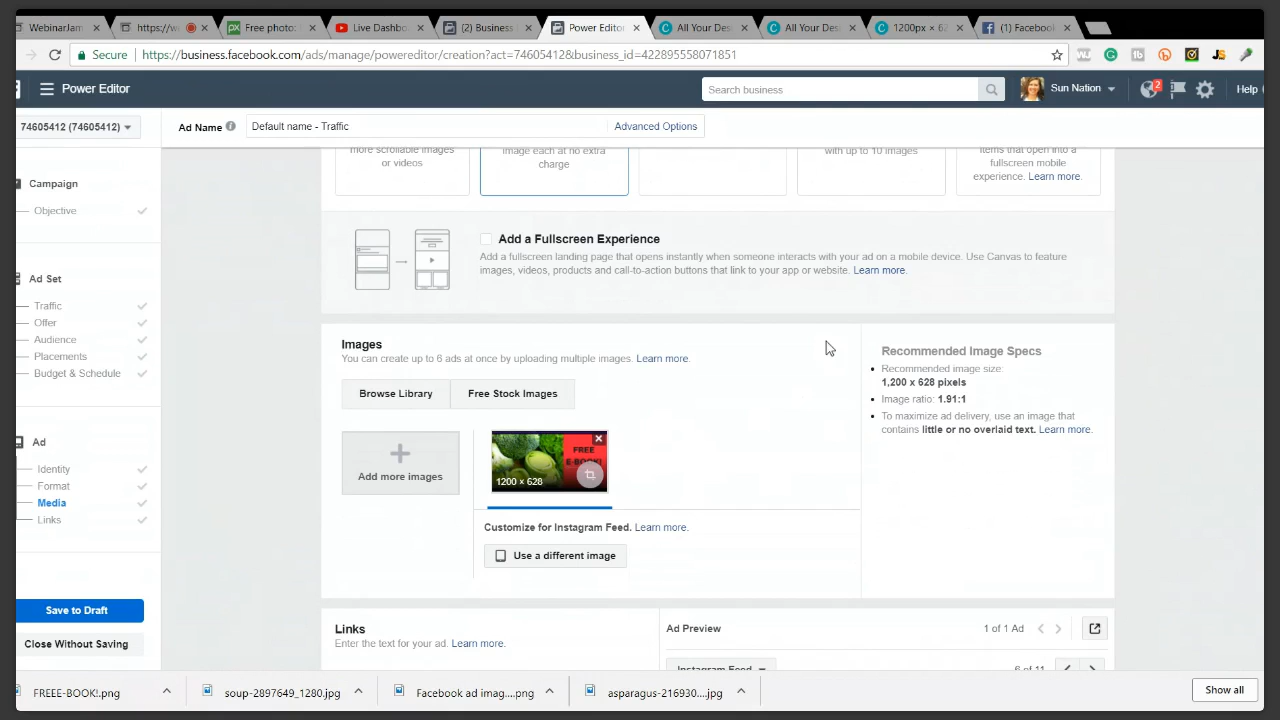 WebinarJam
https://w
Free photo:
Live Dashbo
(2) Business
Power Editor
All Your Des
All Your Des
1200px × 62
(1) Facebook
Secure
https://business.facebook.com/ads/manage/powereditor/creation?act=74605412&business_id=422895558071851
Power Editor
Search business
Sun Nation
2
Help
74605412 (74605412)
Ad Name
Default name - Traffic
Advanced Options
more scrollable images
or videos
image each at no extra
charge
with up to 10 images
items that open into a
fullscreen mobile
experience. Learn more.
Campaign
Objective
Ad Set
Traffic
Offer
Audience
Placements
Budget & Schedule
Ad
Identity
Format
Media
Links
Save to Draft
Close Without Saving
Add a Fullscreen Experience
Add a fullscreen landing page that opens instantly when someone interacts with your ad on a mobile device. Use Canvas to feature
images, videos, products and call-to-action buttons that link to your app or website. Learn more.
Images
You can create up to 6 ads at once by uploading multiple images. Learn more.
Browse Library
Free Stock Images
Add more images
FREE
E-BOOK!
1200 × 628
Customize for Instagram Feed. Learn more.
Use a different image
Recommended Image Specs
Recommended image size:
1,200 x 628 pixels
Image ratio: 1.91:1
To maximize ad delivery, use an image that
contains little or no overlaid text. Learn more.
Links
Enter the text for your ad. Learn more.
Ad Preview
1 of 1 Ad
Instagram Feed
6 of 11
FREEE-BOOK!.png
soup-2897649_1280.jpg
Facebook ad imag....png
asparagus-216930....jpg
Show all